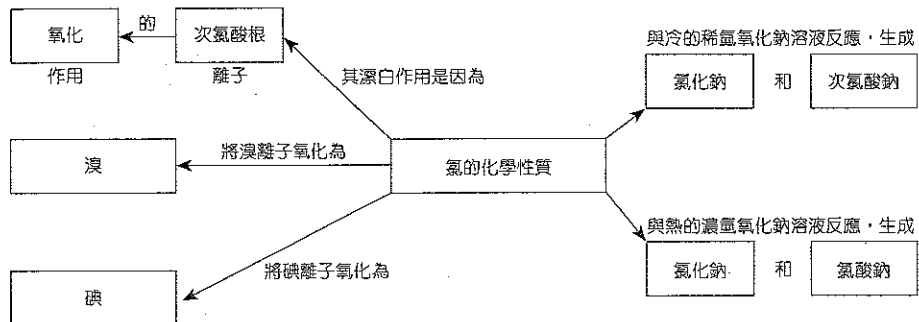 氧化
的
次氯酸根
作用
離子
與冷的稀氫氧化鈉溶液反應，生成
氯化鈉
和
次氯酸鈉
其漂白作用是因為
溴
將溴離子氧化為
氯的化學性質
與熱的濃氫氧化鈉溶液反應，生成
氯化鈉
和
氯酸鈉
將碘離子氧化為
碘